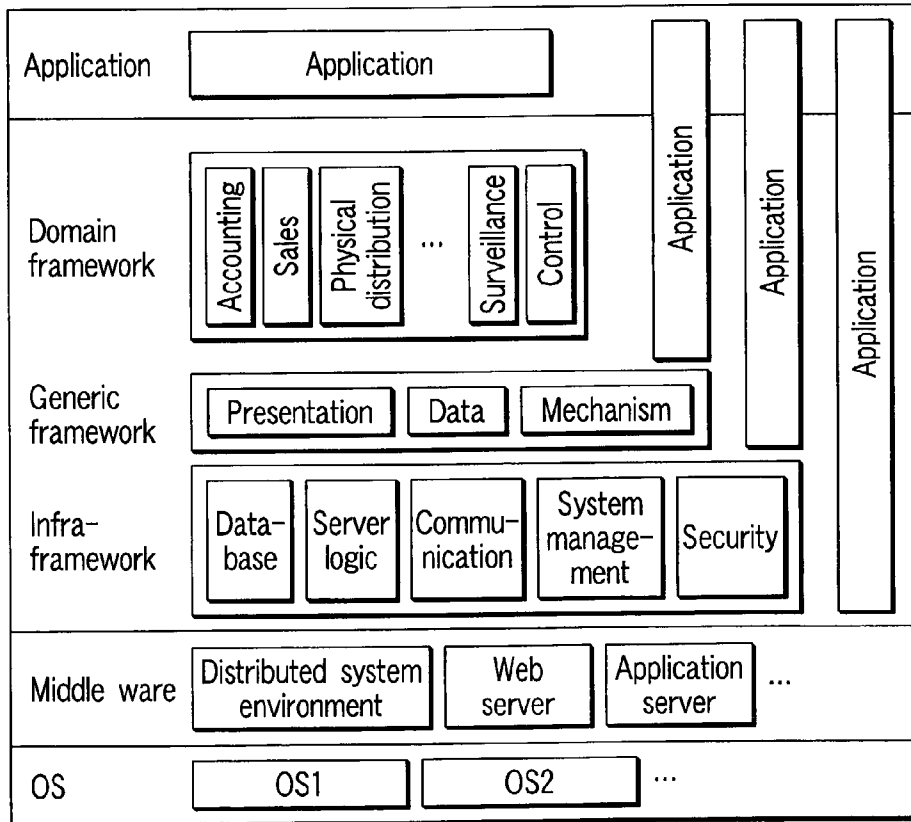 Application
Application
Application
Application
Application
Domain
framework
Accounting
Sales
Physical
distribution
...
Surveillance
Control
Generic
framework
Presentation
Data
Mechanism
Infra-
framework
Data-
base
Server
logic
Commu-
nication
System
manage-
ment
Security
Middle ware
Distributed system
environment
Web
server
Application
server
...
OS
OS1
OS2
...